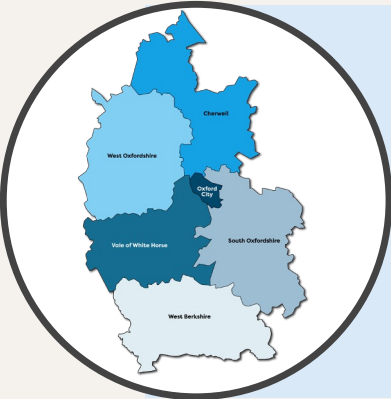 Cherwell
West Oxfordshire
Oxford
City
Vale of White Horse
South Oxfordshire
West Berkshire